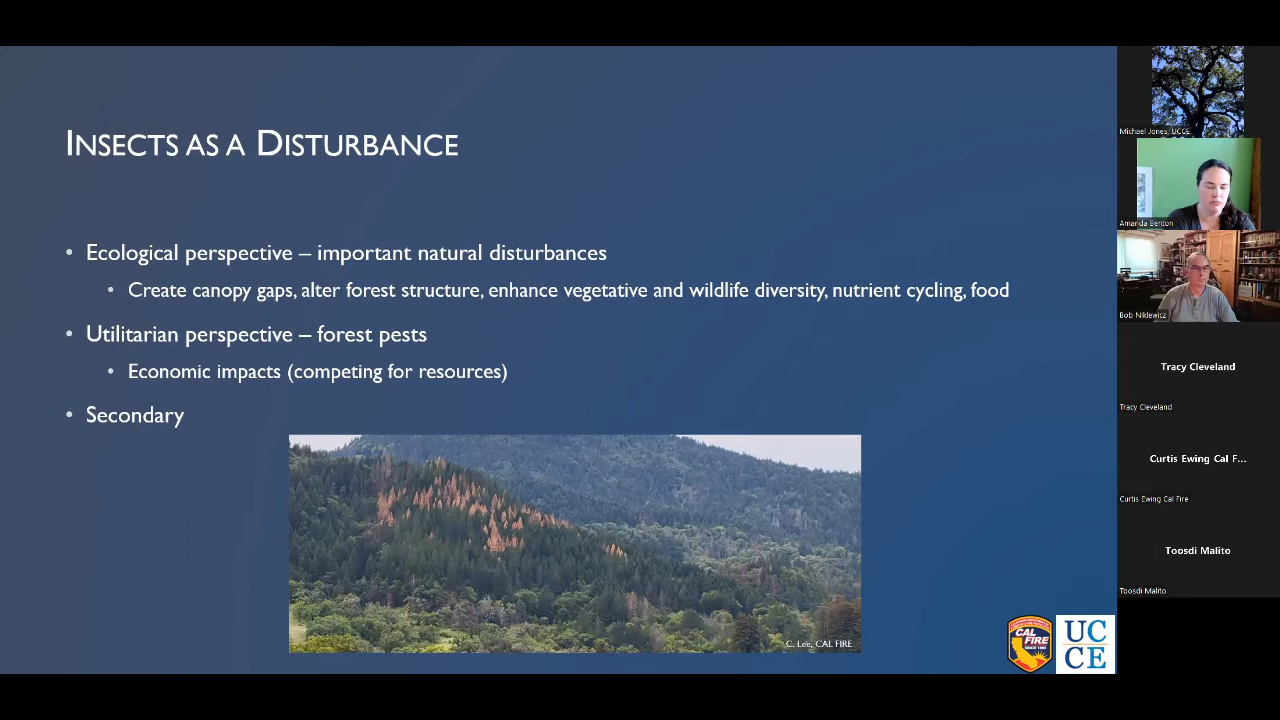 INSECTS AS A DISTURBANCE
• Ecological perspective – important natural disturbances
• Create canopy gaps, alter forest structure, enhance vegetative and wildlife diversity, nutrient cycling, food
• Utilitarian perspective – forest pests
• Economic impacts (competing for resources)
• Secondary
C. Lee, CAL FIRE
CAL
FIRE
SINCE 1885
UC
CE
Michael Jones, UCCE
Amanda Benton
Bob Niklewicz
Tracy Cleveland
Tracy Cleveland
Curtis Ewing Cal F...
Curtis Ewing Cal Fire
Toosdi Malito
Toosdi Malito